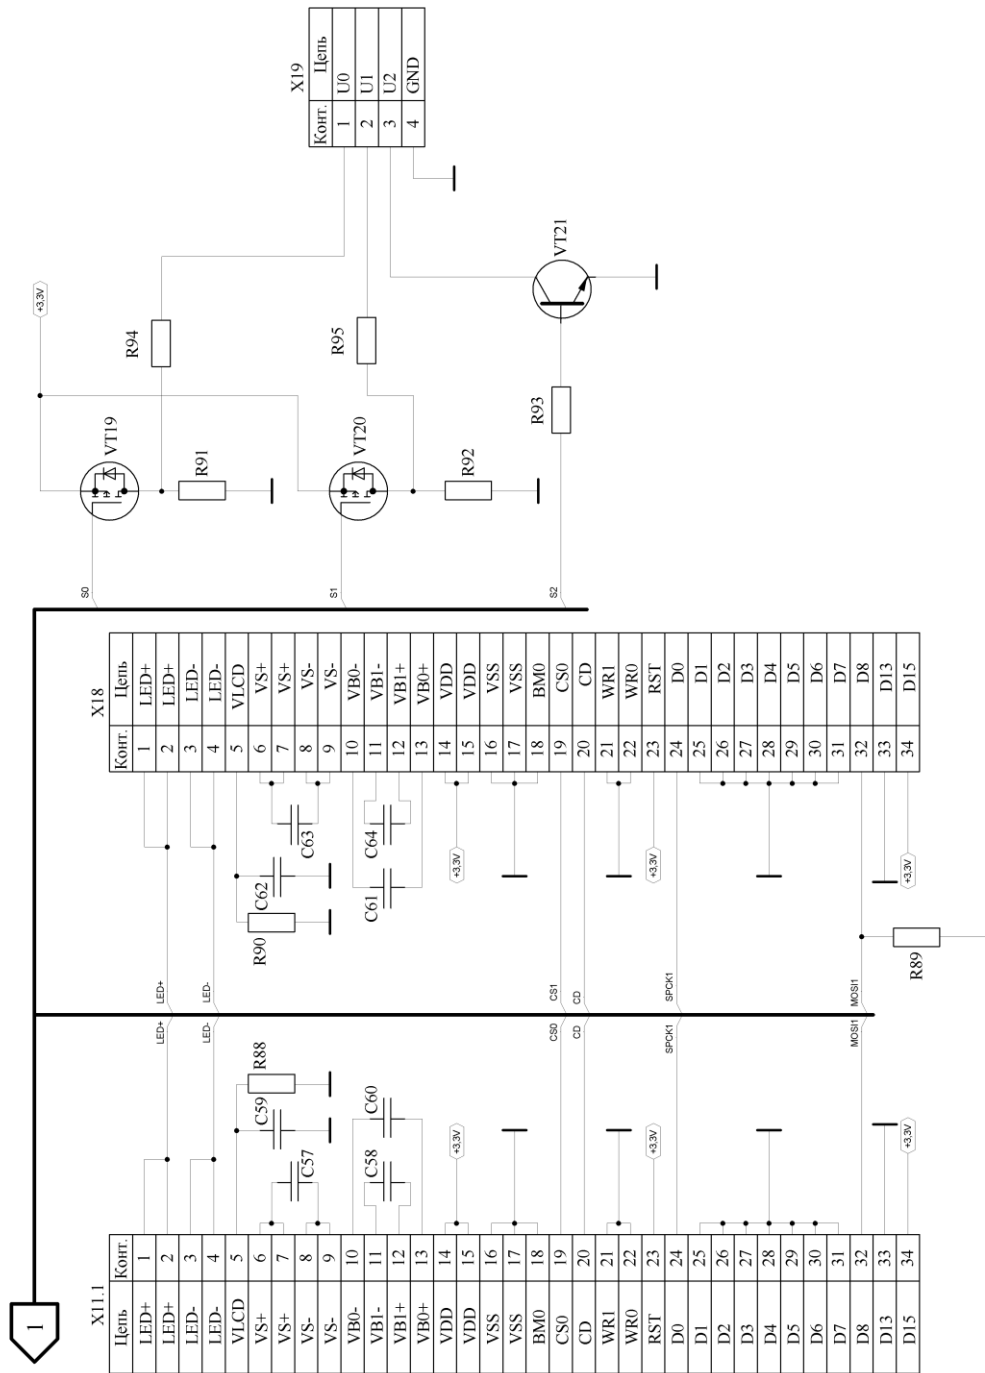 X19
Конт. Цепь
1 U0
2 U1
3 U2
4 GND
+3,3V
R94
R95
VT21
VT19
R91
VT20
R92
R93
S0
S1
S2
X18
Конт. Цепь
1 LED+
2 LED+
3 LED-
4 LED-
5 VLCD
6 VS+
7 VS+
8 VS-
9 VS-
10 VB0-
11 VB1-
12 VB1+
13 VB0+
14 VDD
15 VDD
16 VSS
17 VSS
18 BM0
19 CS0
20 CD
21 WR1
22 WR0
23 RST
24 D0
25 D1
26 D2
27 D3
28 D4
29 D5
30 D6
31 D7
32 D8
33 D13
34 D15
C63
C64
C62
C61
R90
+3,3V
+3,3V
+3,3V
R89
LED+
LED-
CS1
CD
SPCK1
MOSI1
LED+
LED-
CS0
CD
SPCK1
MOSI1
R88
C59
C60
C57
C58
+3,3V
+3,3V
+3,3V
X11.1
Цепь Конт.
LED+ 1
LED+ 2
LED- 3
LED- 4
VLCD 5
VS+ 6
VS+ 7
VS- 8
VS- 9
VB0- 10
VB1- 11
VB1+ 12
VB0+ 13
VDD 14
VDD 15
VSS 16
VSS 17
BM0 18
CS0 19
CD 20
WR1 21
WR0 22
RST 23
D0 24
D1 25
D2 26
D3 27
D4 28
D5 29
D6 30
D7 31
D8 32
D13 33
D15 34
1